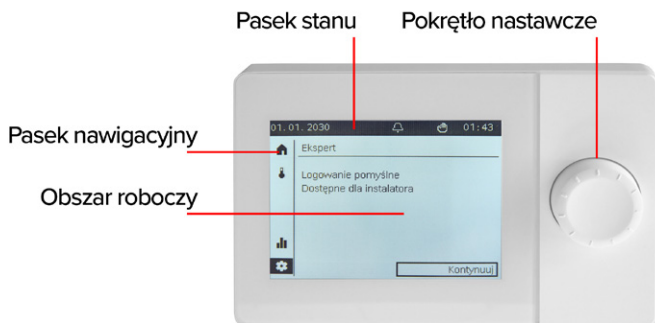 Pasek stanu
Pokrętło nastawcze
Pasek nawigacyjny
Obszar roboczy
01. 01. 2030 01:43
Ekspert
Logowanie pomyślne
Dostępne dla instalatora
Kontynuuj